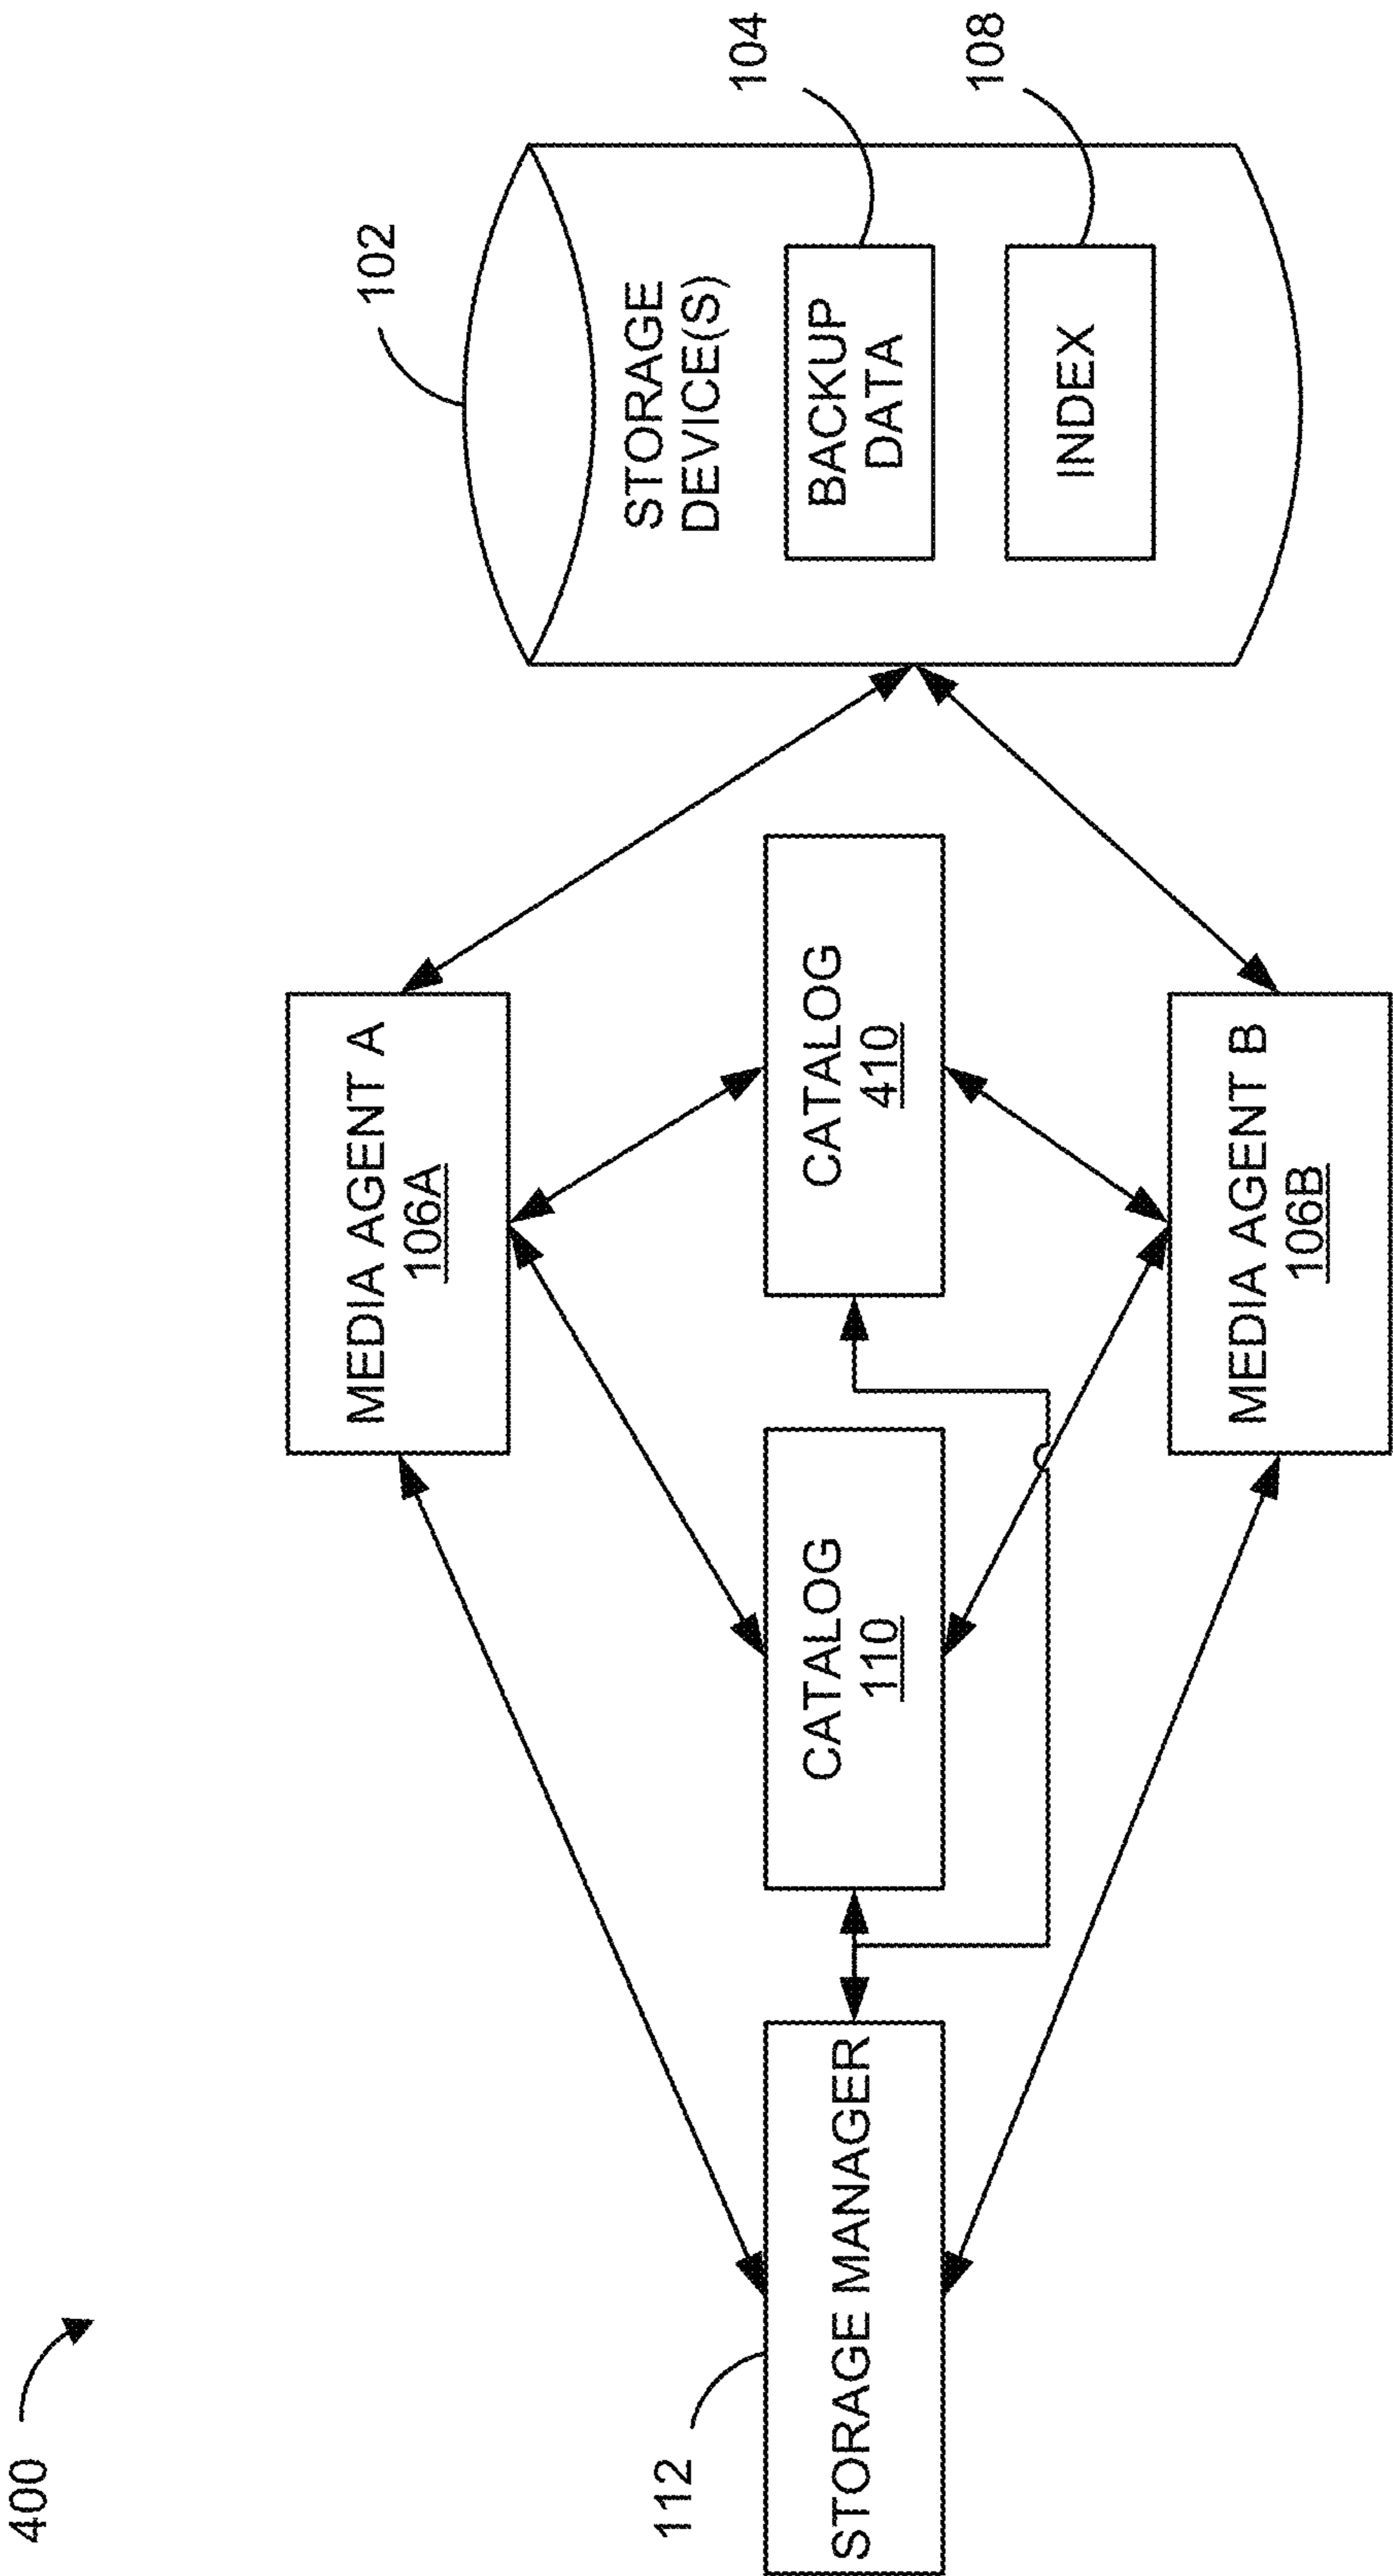 400
102
STORAGE
DEVICE(S)
104
BACKUP
DATA
108
INDEX
MEDIA AGENT A
106A
CATALOG
410
CATALOG
110
112
STORAGE MANAGER
MEDIA AGENT B
106B